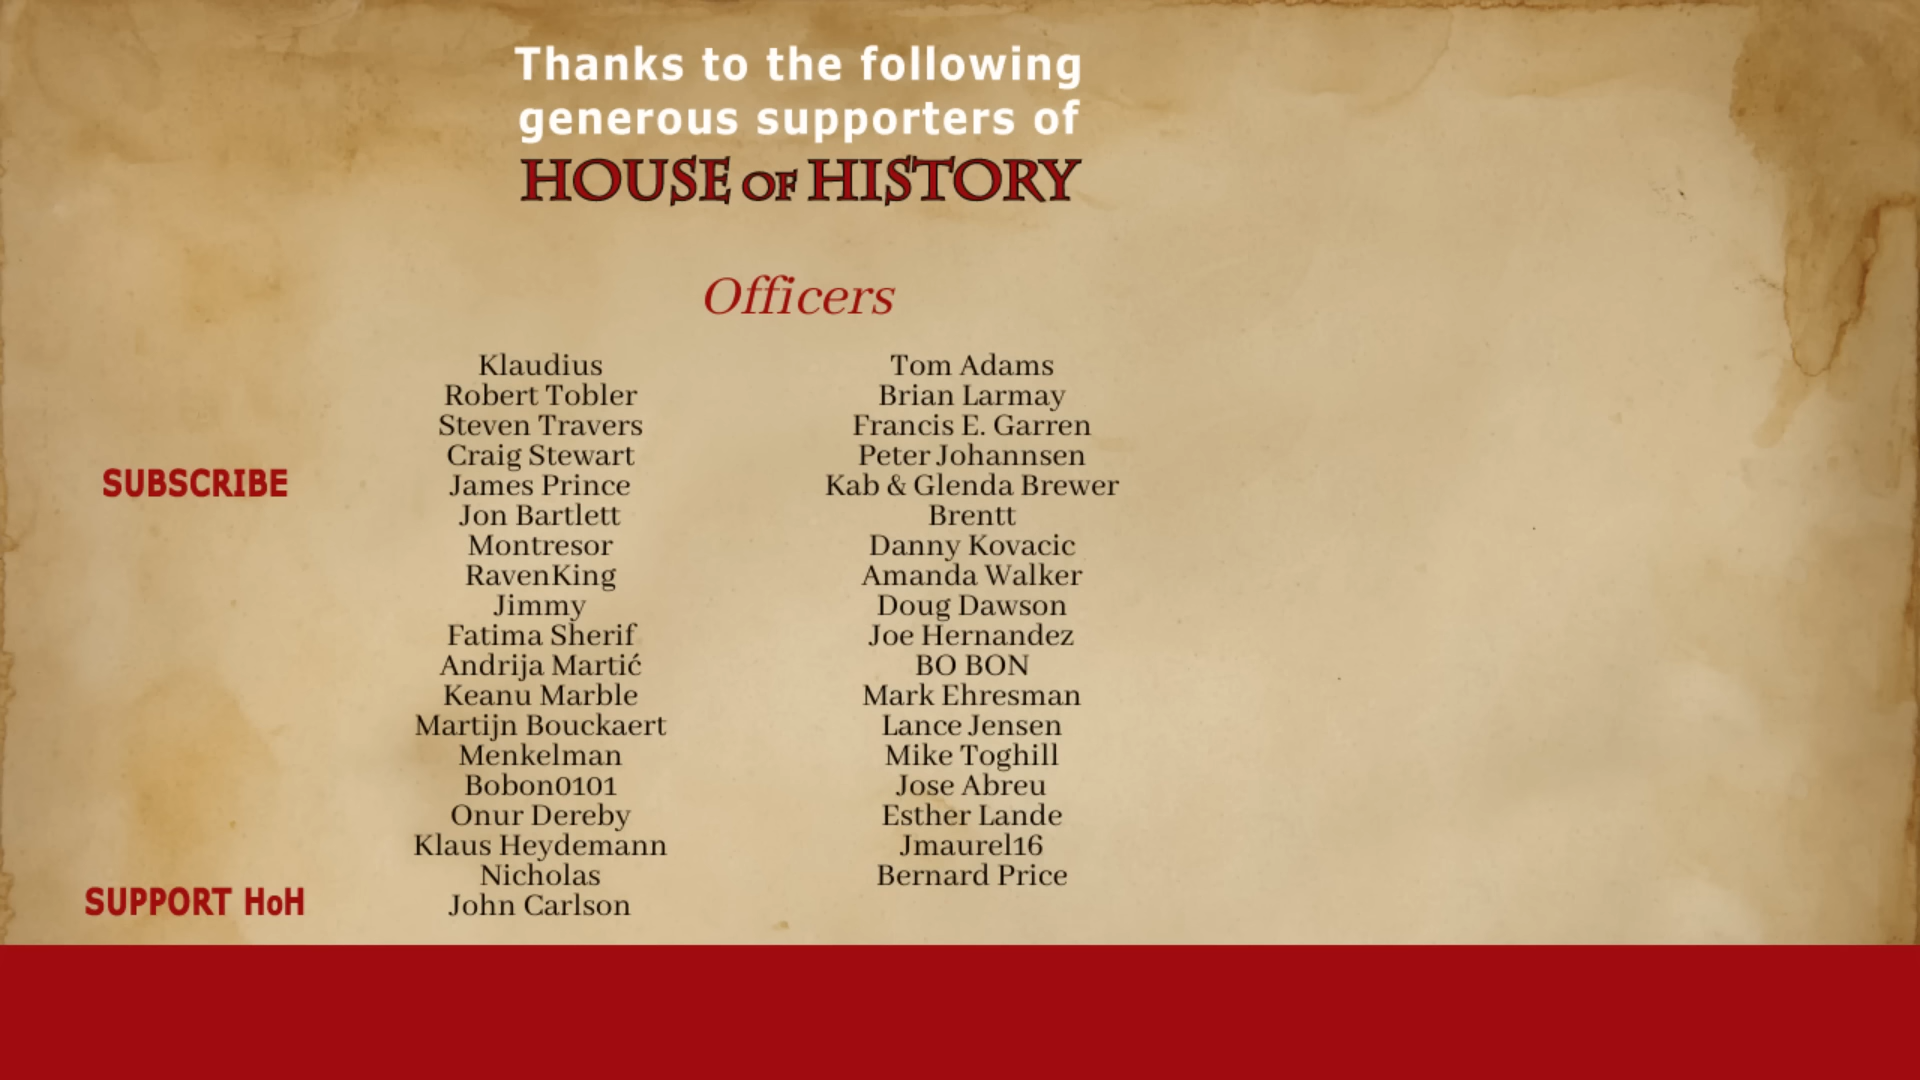 Thanks to the following
generous supporters of
HOUSE OF HISTORY
Officers
Klaudius
Robert Tobler
Steven Travers
Craig Stewart
James Prince
Jon Bartlett
Montresor
RavenKing
Jimmy
Fatima Sherif
Andrija Martić
Keanu Marble
Martijn Bouckaert
Menkelman
Bobon0101
Onur Dereby
Klaus Heydemann
Nicholas
John Carlson
Tom Adams
Brian Larmay
Francis E. Garren
Peter Johannsen
Kab & Glenda Brewer
Brentt
Danny Kovacic
Amanda Walker
Doug Dawson
Joe Hernandez
BO BON
Mark Ehresman
Lance Jensen
Mike Toghill
Jose Abreu
Esther Lande
Jmaurel16
Bernard Price
SUBSCRIBE
SUPPORT HoH